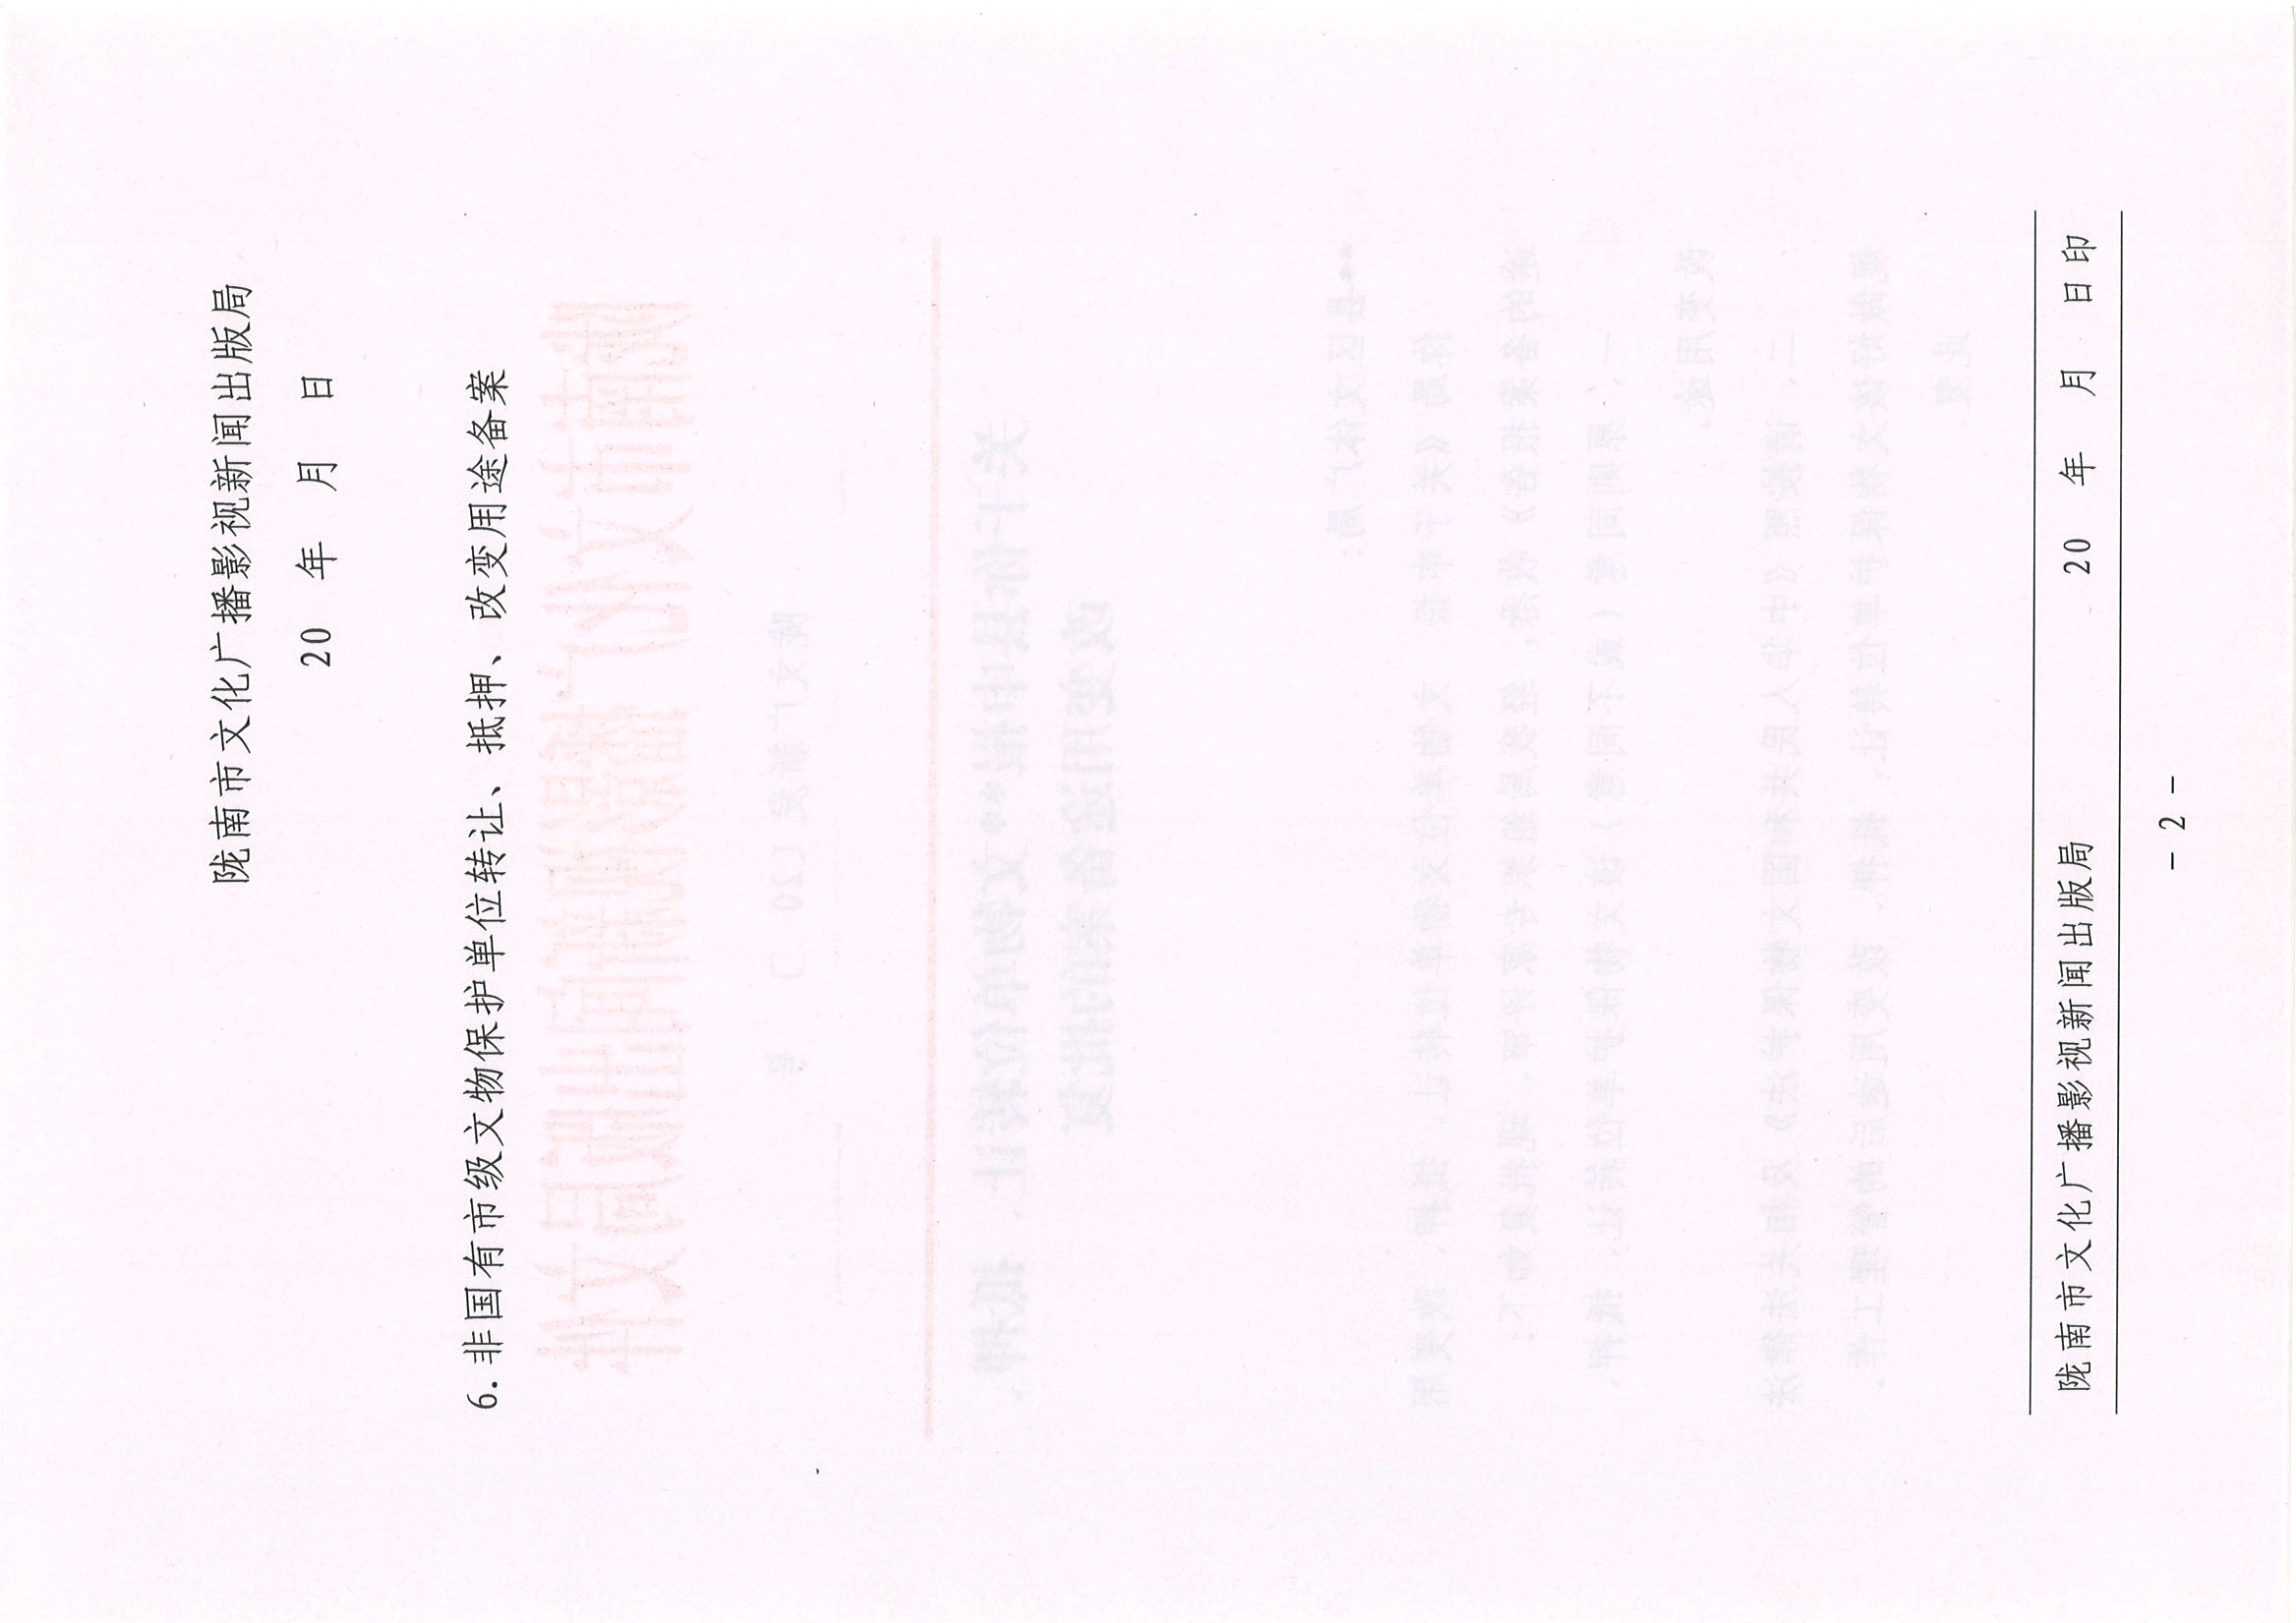 陇南市文化广播影视新闻出版局
20 年 月 日
6.非国有市级文物保护单位转让、抵押、改变用途备案
陇南市文化广播影视新闻出版局文件
陇文广新发〔20 〕 号
关于你县申报**文物单位转让、抵押、
改变用途备案的批复
**县区文体广局：
你局《关于申报 文物单位文物单位转让、抵押、改变用
途的备案报告》收悉，经我局组织专家评审，现批复如下：
一、原则同意（或不同意）该文物保护单位转让、抵押、
改变用途。
二、请按照《中华人民共和国文物保护法》及相关法律法
规做好该文物保护单位转让、抵押、改变用途后的管理工作。
此复。
陇南市文化广播影视新闻出版局 20 年 月 日印
- 2 -